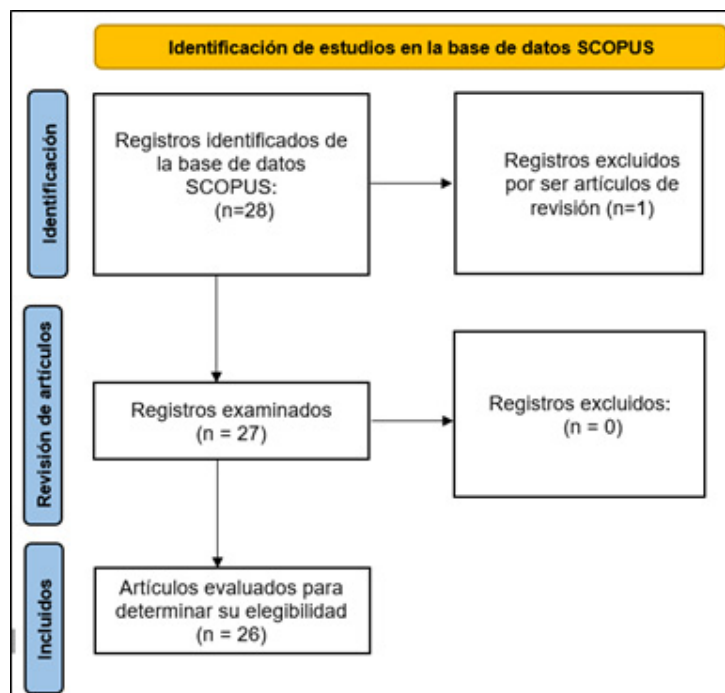 Identificación de estudios en la base de datos SCOPUS
Identificación
Registros identificados de
la base de datos
SCOPUS:
(n=28)
Registros excluidos
por ser artículos de
revisión (n=1)
Revisión de artículos
Registros examinados
(n = 27)
Registros excluidos:
(n = 0)
Incluidos
Artículos evaluados para
determinar su elegibilidad
(n = 26)